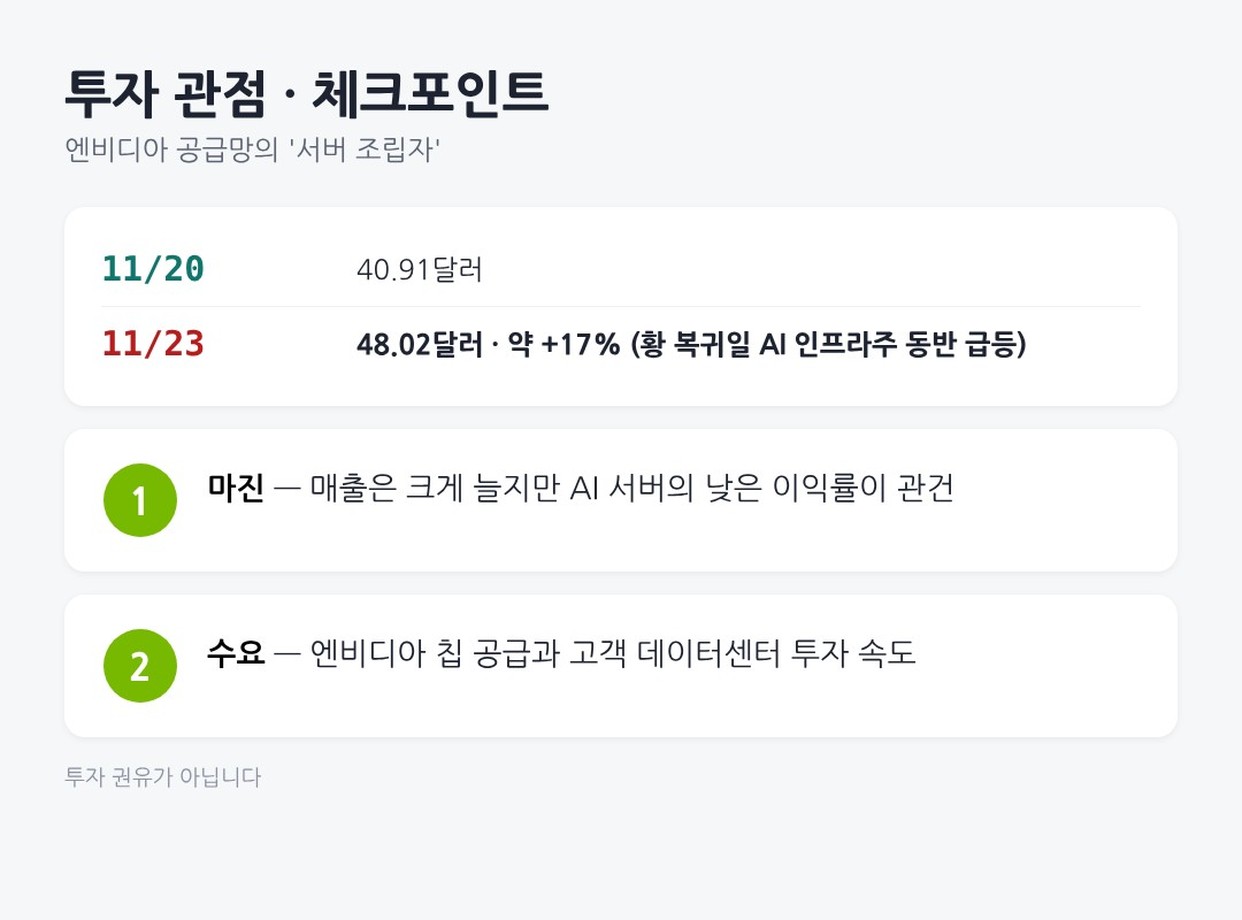 투자 관점 · 체크포인트
엔비디아 공급망의 '서버 조립자'
11/20 40.91달러
11/23 48.02달러 · 약 +17% (황 복귀일 AI 인프라주 동반 급등)
1 마진 — 매출은 크게 늘지만 AI 서버의 낮은 이익률이 관건
2 수요 — 엔비디아 칩 공급과 고객 데이터센터 투자 속도
투자 권유가 아닙니다